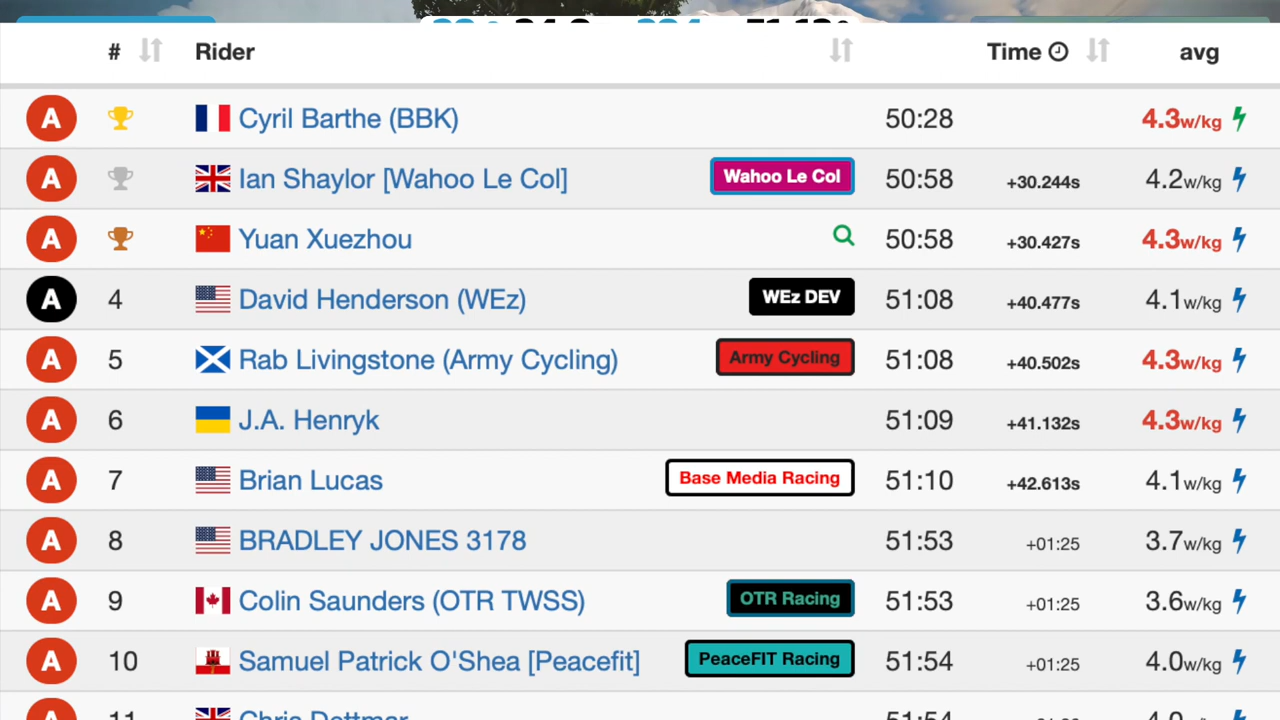 # Rider Time avg
A Cyril Barthe (BBK) 50:28 4.3w/kg
A Ian Shaylor [Wahoo Le Col] Wahoo Le Col 50:58 +30.244s 4.2w/kg
A Yuan Xuezhou 50:58 +30.427s 4.3w/kg
A 4 David Henderson (WEz) WEz DEV 51:08 +40.477s 4.1w/kg
A 5 Rab Livingstone (Army Cycling) Army Cycling 51:08 +40.502s 4.3w/kg
A 6 J.A. Henryk 51:09 +41.132s 4.3w/kg
A 7 Brian Lucas Base Media Racing 51:10 +42.613s 4.1w/kg
A 8 BRADLEY JONES 3178 51:53 +01:25 3.7w/kg
A 9 Colin Saunders (OTR TWSS) OTR Racing 51:53 +01:25 3.6w/kg
A 10 Samuel Patrick O'Shea [Peacefit] PeaceFIT Racing 51:54 +01:25 4.0w/kg
A 11 Chris Dettmar 51:54